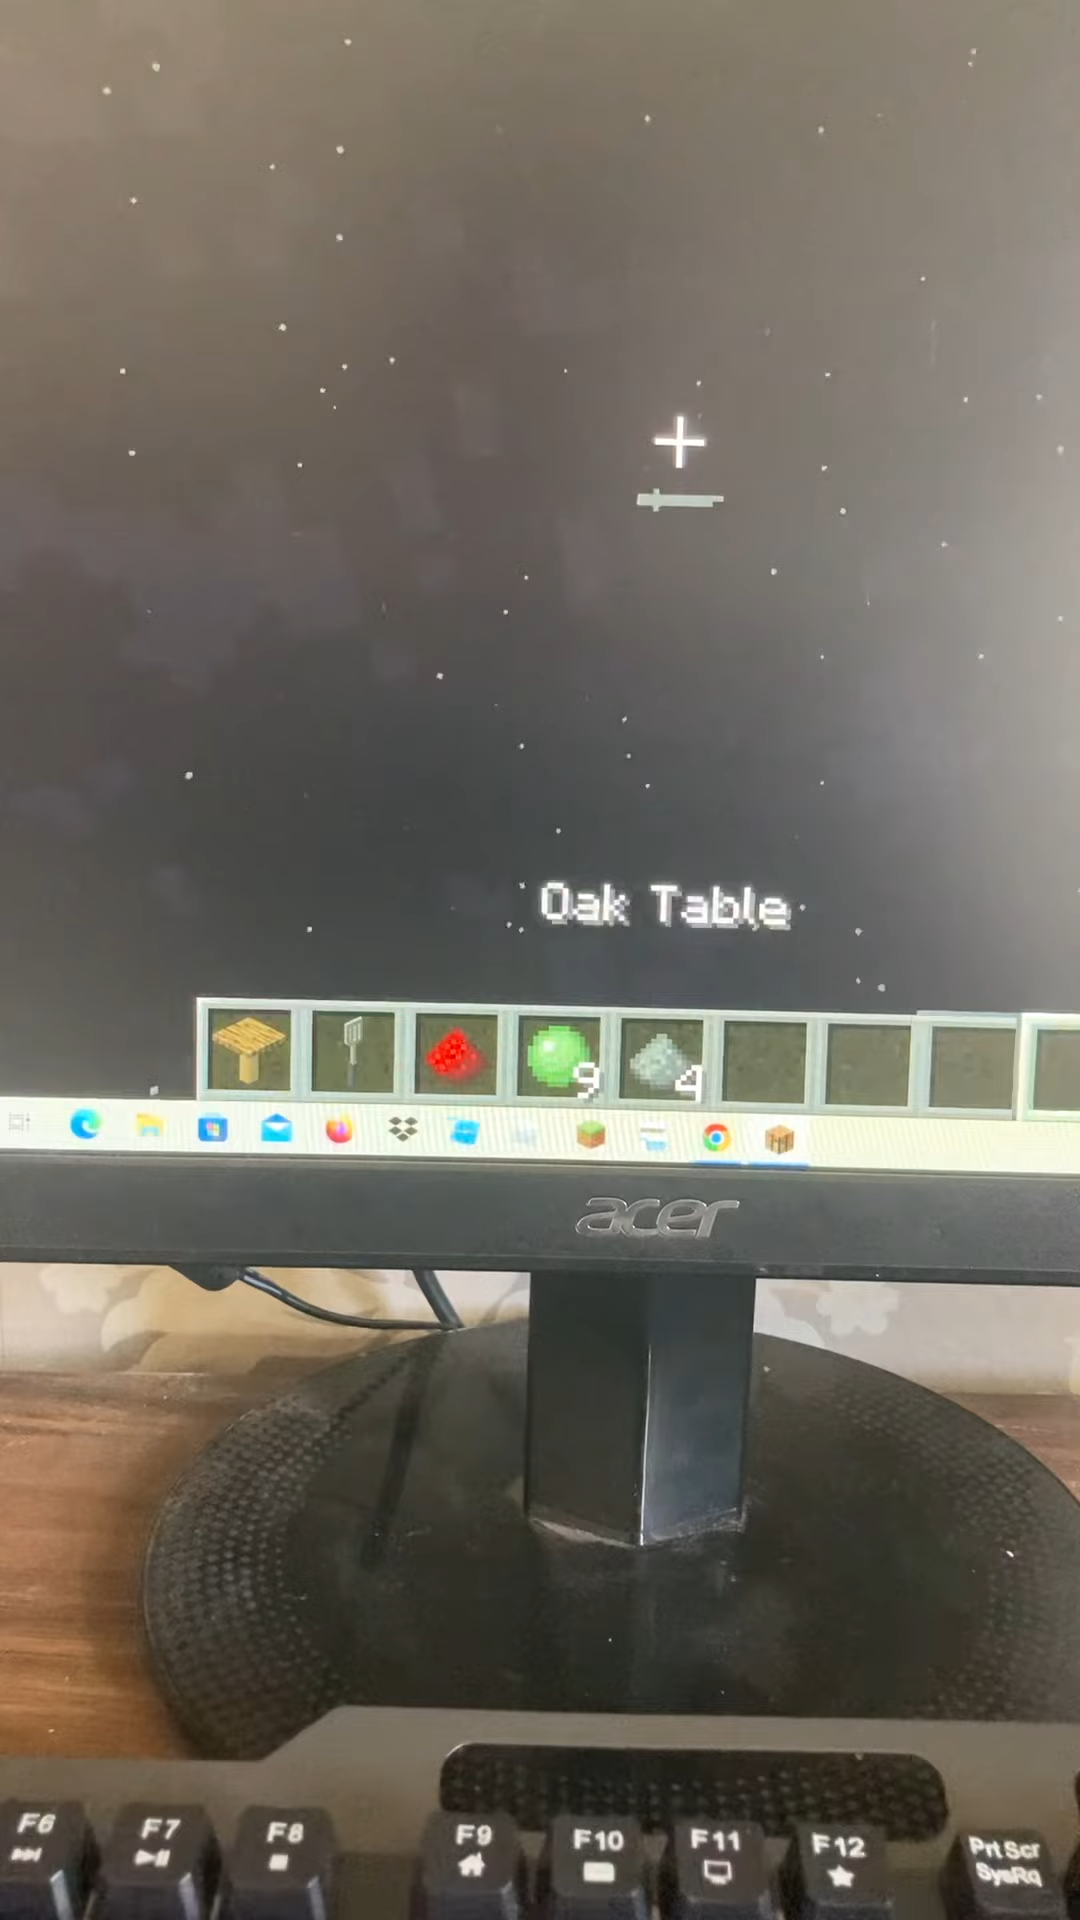 Oak Table
9
4
acer
F6
F7
F8
F9
F10
F11
F12
Prt Scr
SysRq